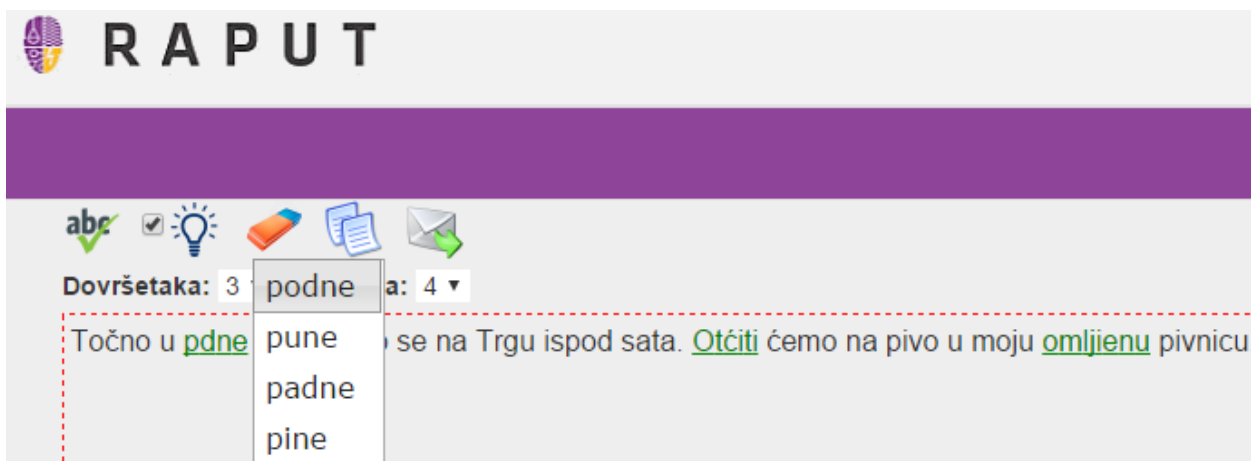 RAPUT
abc
Dovršetaka: 3 a: 4
podne
Točno u pdne se na Trgu ispod sata. Otćiti ćemo na pivo u moju omljienu pivnicu
pune
padne
pine